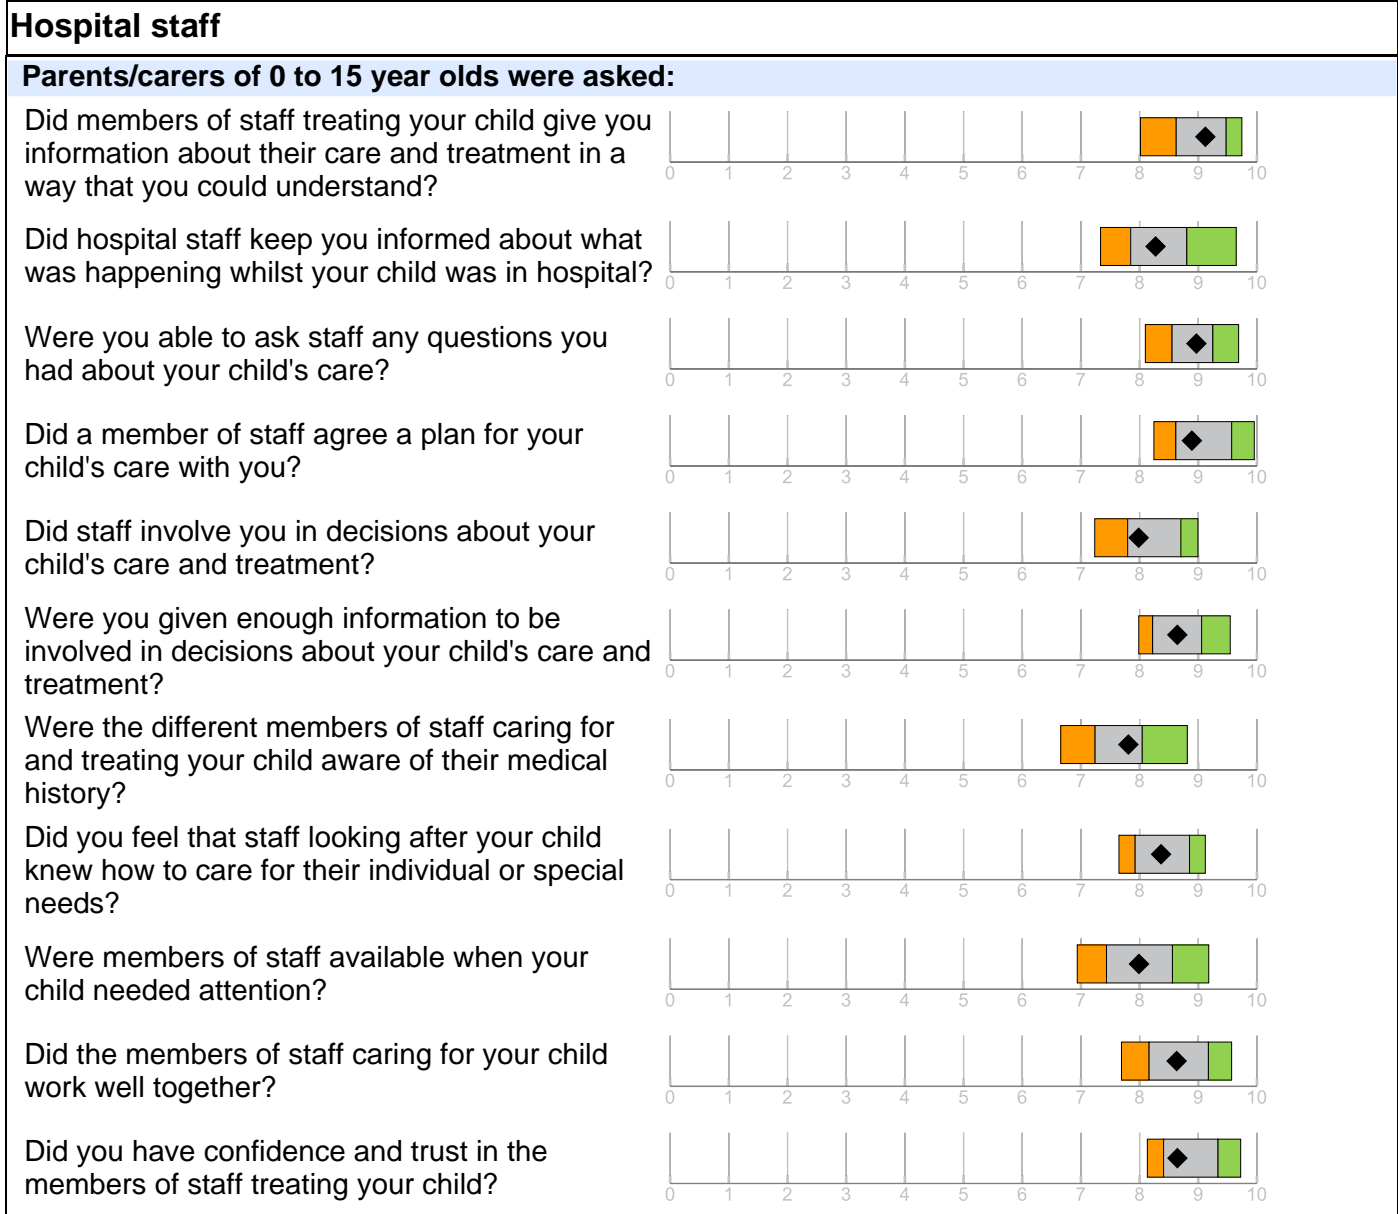 Hospital staff
Parents/carers of 0 to 15 year olds were asked:
Did members of staff treating your child give you
information about their care and treatment in a
way that you could understand?
0 1 2 3 4 5 6 7 8 9 10
Did hospital staff keep you informed about what
was happening whilst your child was in hospital?
0 1 2 3 4 5 6 7 8 9 10
Were you able to ask staff any questions you
had about your child's care?
0 1 2 3 4 5 6 7 8 9 10
Did a member of staff agree a plan for your
child's care with you?
0 1 2 3 4 5 6 7 8 9 10
Did staff involve you in decisions about your
child's care and treatment?
0 1 2 3 4 5 6 7 8 9 10
Were you given enough information to be
involved in decisions about your child's care and
treatment?
0 1 2 3 4 5 6 7 8 9 10
Were the different members of staff caring for
and treating your child aware of their medical
history?
0 1 2 3 4 5 6 7 8 9 10
Did you feel that staff looking after your child
knew how to care for their individual or special
needs?
0 1 2 3 4 5 6 7 8 9 10
Were members of staff available when your
child needed attention?
0 1 2 3 4 5 6 7 8 9 10
Did the members of staff caring for your child
work well together?
0 1 2 3 4 5 6 7 8 9 10
Did you have confidence and trust in the
members of staff treating your child?
0 1 2 3 4 5 6 7 8 9 10